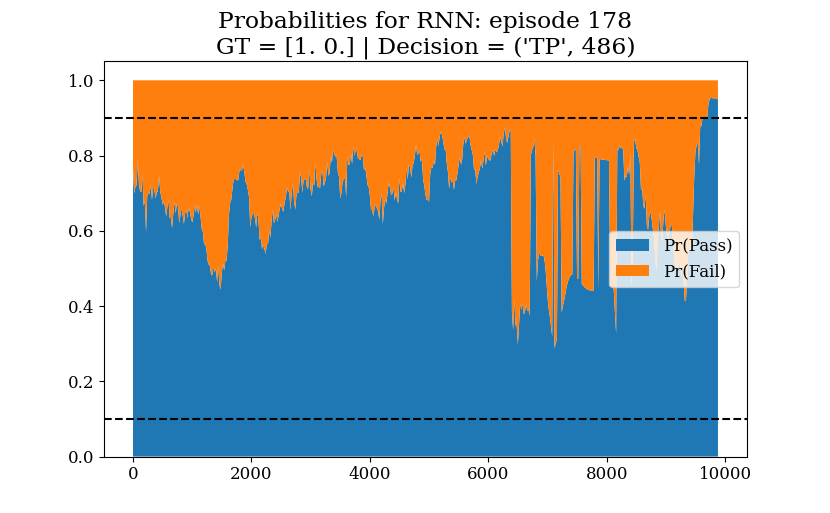 Probabilities for RNN: episode 178
GT = [1. 0.] | Decision = ('TP', 486)
1.0
0.8
0.6
0.4
0.2
0.0
Pr(Pass)
Pr(Fail)
0 2000 4000 6000 8000 10000